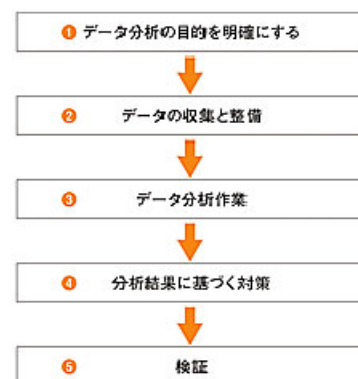 ❶ データ分析の目的を明確にする
❷ データの収集と整備
❸ データ分析作業
❹ 分析結果に基づく対策
❺ 検証